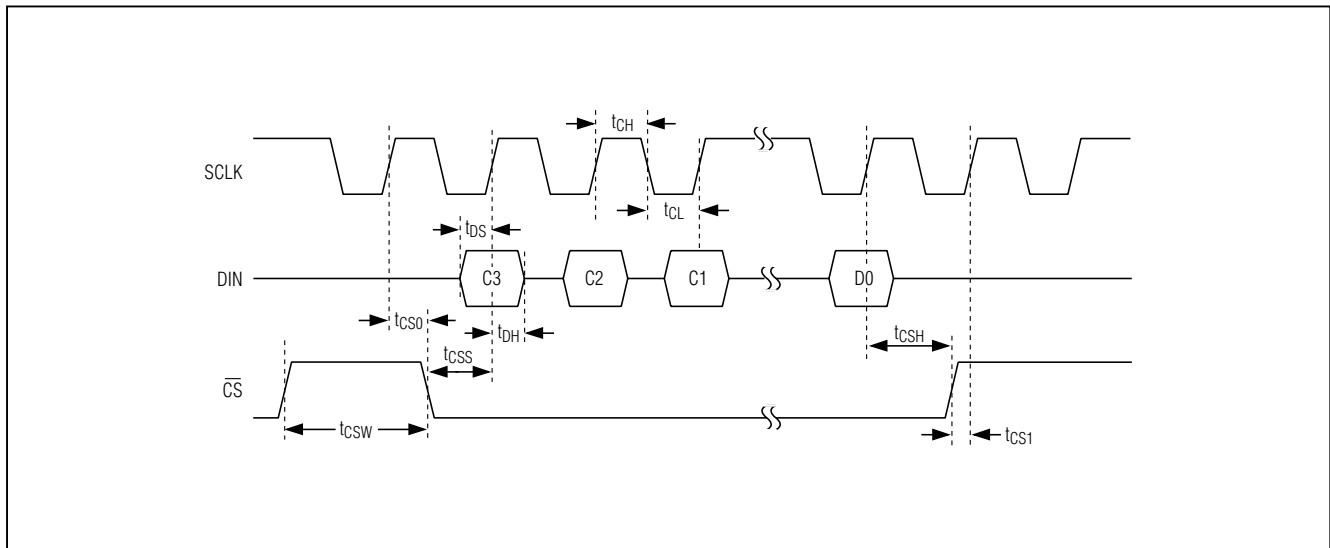 tCH
SCLK
tCL
tDS
DIN
C3
C2
C1
D0
tCS0
tDH
tCSH
tCSS
CS
tCSW
tCS1